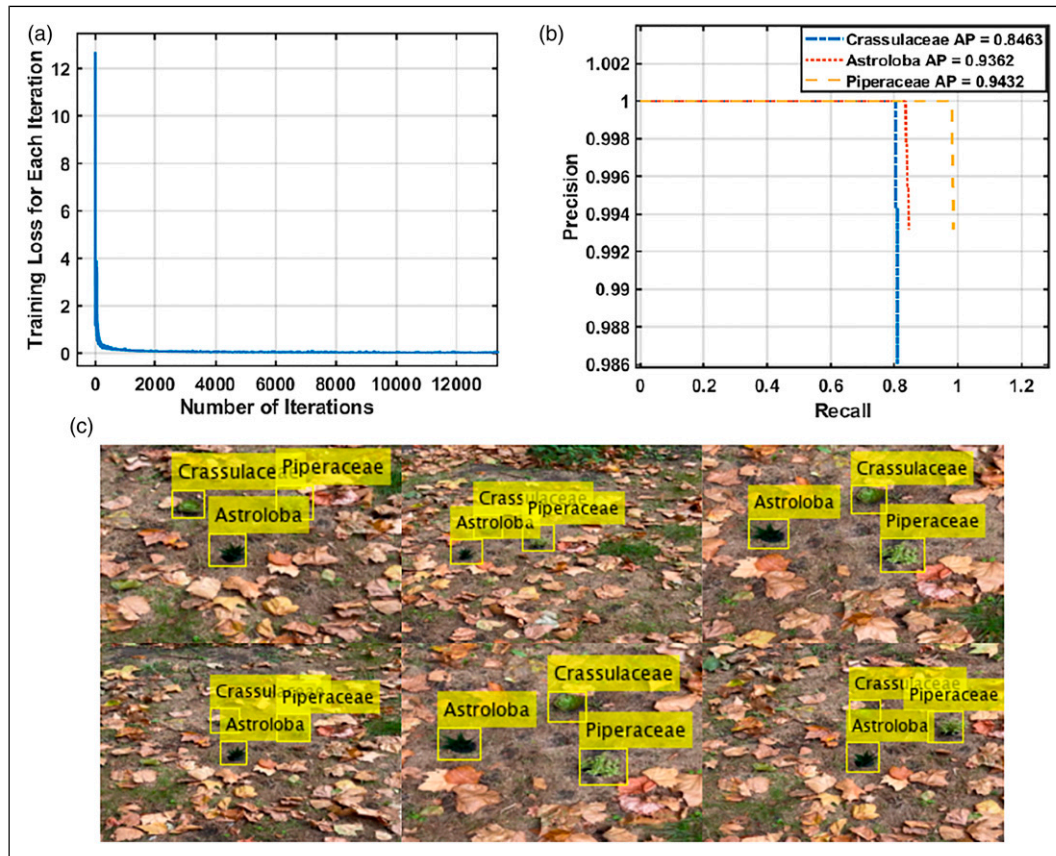 (a)
12
10
8
6
4
2
0
Training Loss for Each Iteration
0 2000 4000 6000 8000 10000 12000
Number of Iterations
(b)
Crassulaceae AP = 0.8463
Astroloba AP = 0.9362
Piperaceae AP = 0.9432
1.002
1
0.998
0.996
0.994
0.992
0.99
0.988
0.986
Precision
0 0.2 0.4 0.6 0.8 1 1.2
Recall
(c)
Crassulaceae Piperaceae
Astroloba
Crassulaceae
Astroloba Piperaceae
Crassulaceae
Astroloba
Piperaceae
Crassulaceae Piperaceae
Astroloba
Crassulaceae
Astroloba
Piperaceae
Crassulaceae
Piperaceae
Astroloba